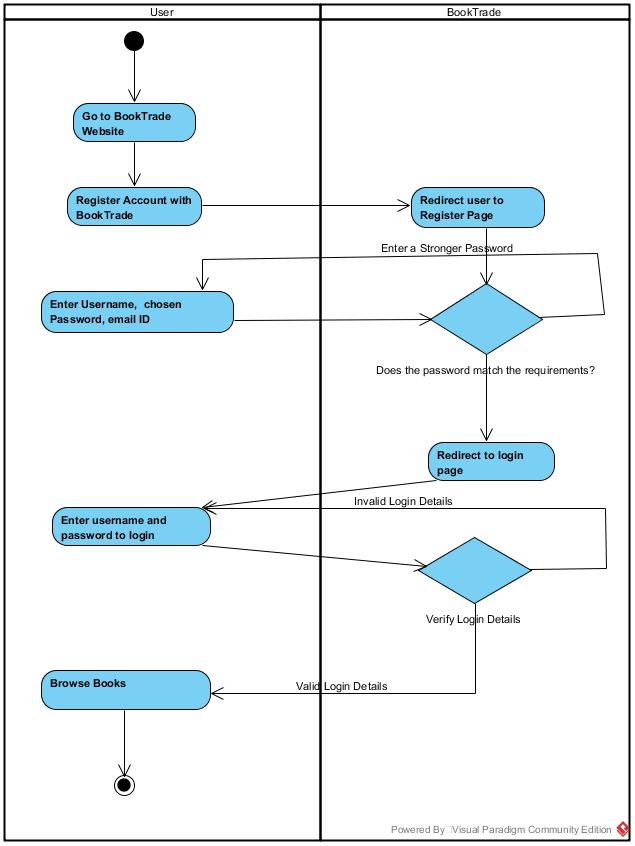 User
BookTrade
Go to BookTrade
Website
Register Account with
BookTrade
Redirect user to
Register Page
Enter a Stronger Password
Enter Username,  chosen
Password, email ID
Does the password match the requirements?
Redirect to login
page
Invalid Login Details
Enter username and
password to login
Verify Login Details
Browse Books
Valid Login Details
Powered By Visual Paradigm Community Edition